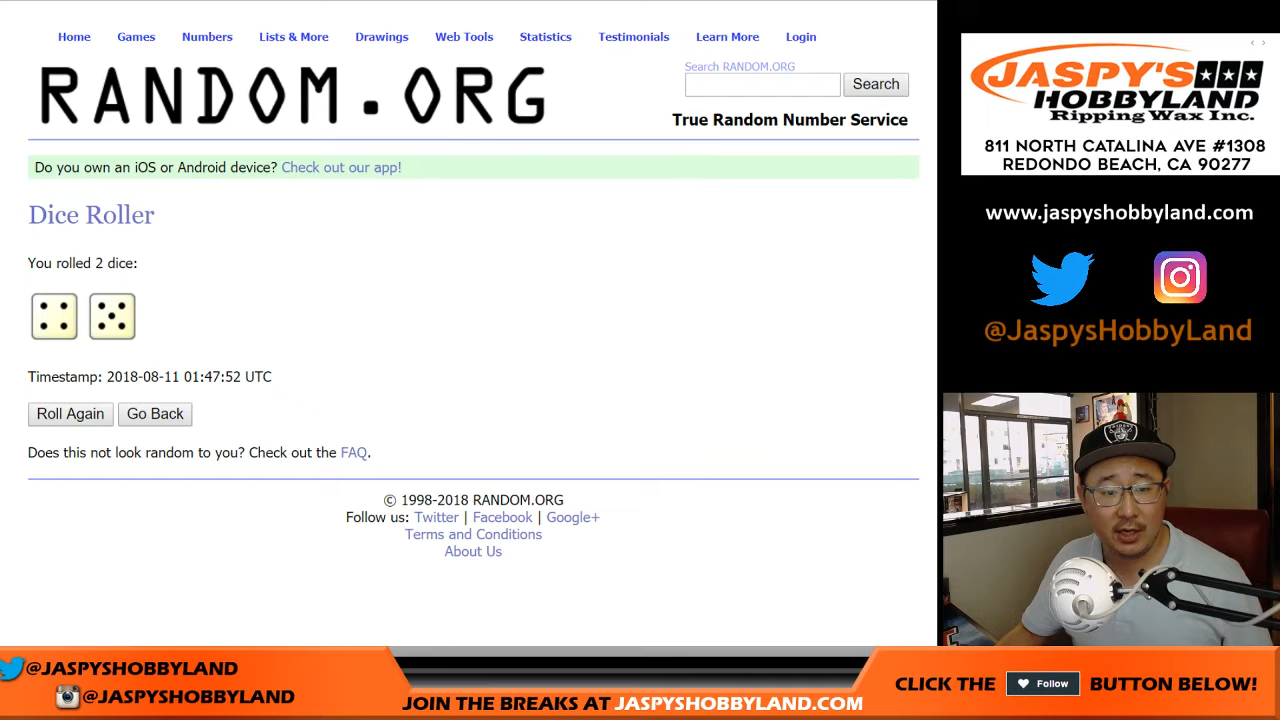 Home Games Numbers Lists & More Drawings Web Tools Statistics Testimonials Learn More Login
RANDOM.ORG
Search RANDOM.ORG
Search
True Random Number Service
Do you own an iOS or Android device? Check out our app!
Dice Roller
You rolled 2 dice:
Timestamp: 2018-08-11 01:47:52 UTC
Roll Again Go Back
Does this not look random to you? Check out the FAQ.
© 1998-2018 RANDOM.ORG
Follow us: Twitter | Facebook | Google+
Terms and Conditions
About Us
JASPY'S
HOBBYLAND
Ripping Wax Inc.
811 NORTH CATALINA AVE #1308
REDONDO BEACH, CA 90277
www.jaspyshobbyland.com
@JaspysHobbyLand
RAIDERS
@JASPYSHOBBYLAND
@JASPYSHOBBYLAND
JOIN THE BREAKS AT JASPYSHOBBYLAND.COM
CLICK THE Follow BUTTON BELOW!